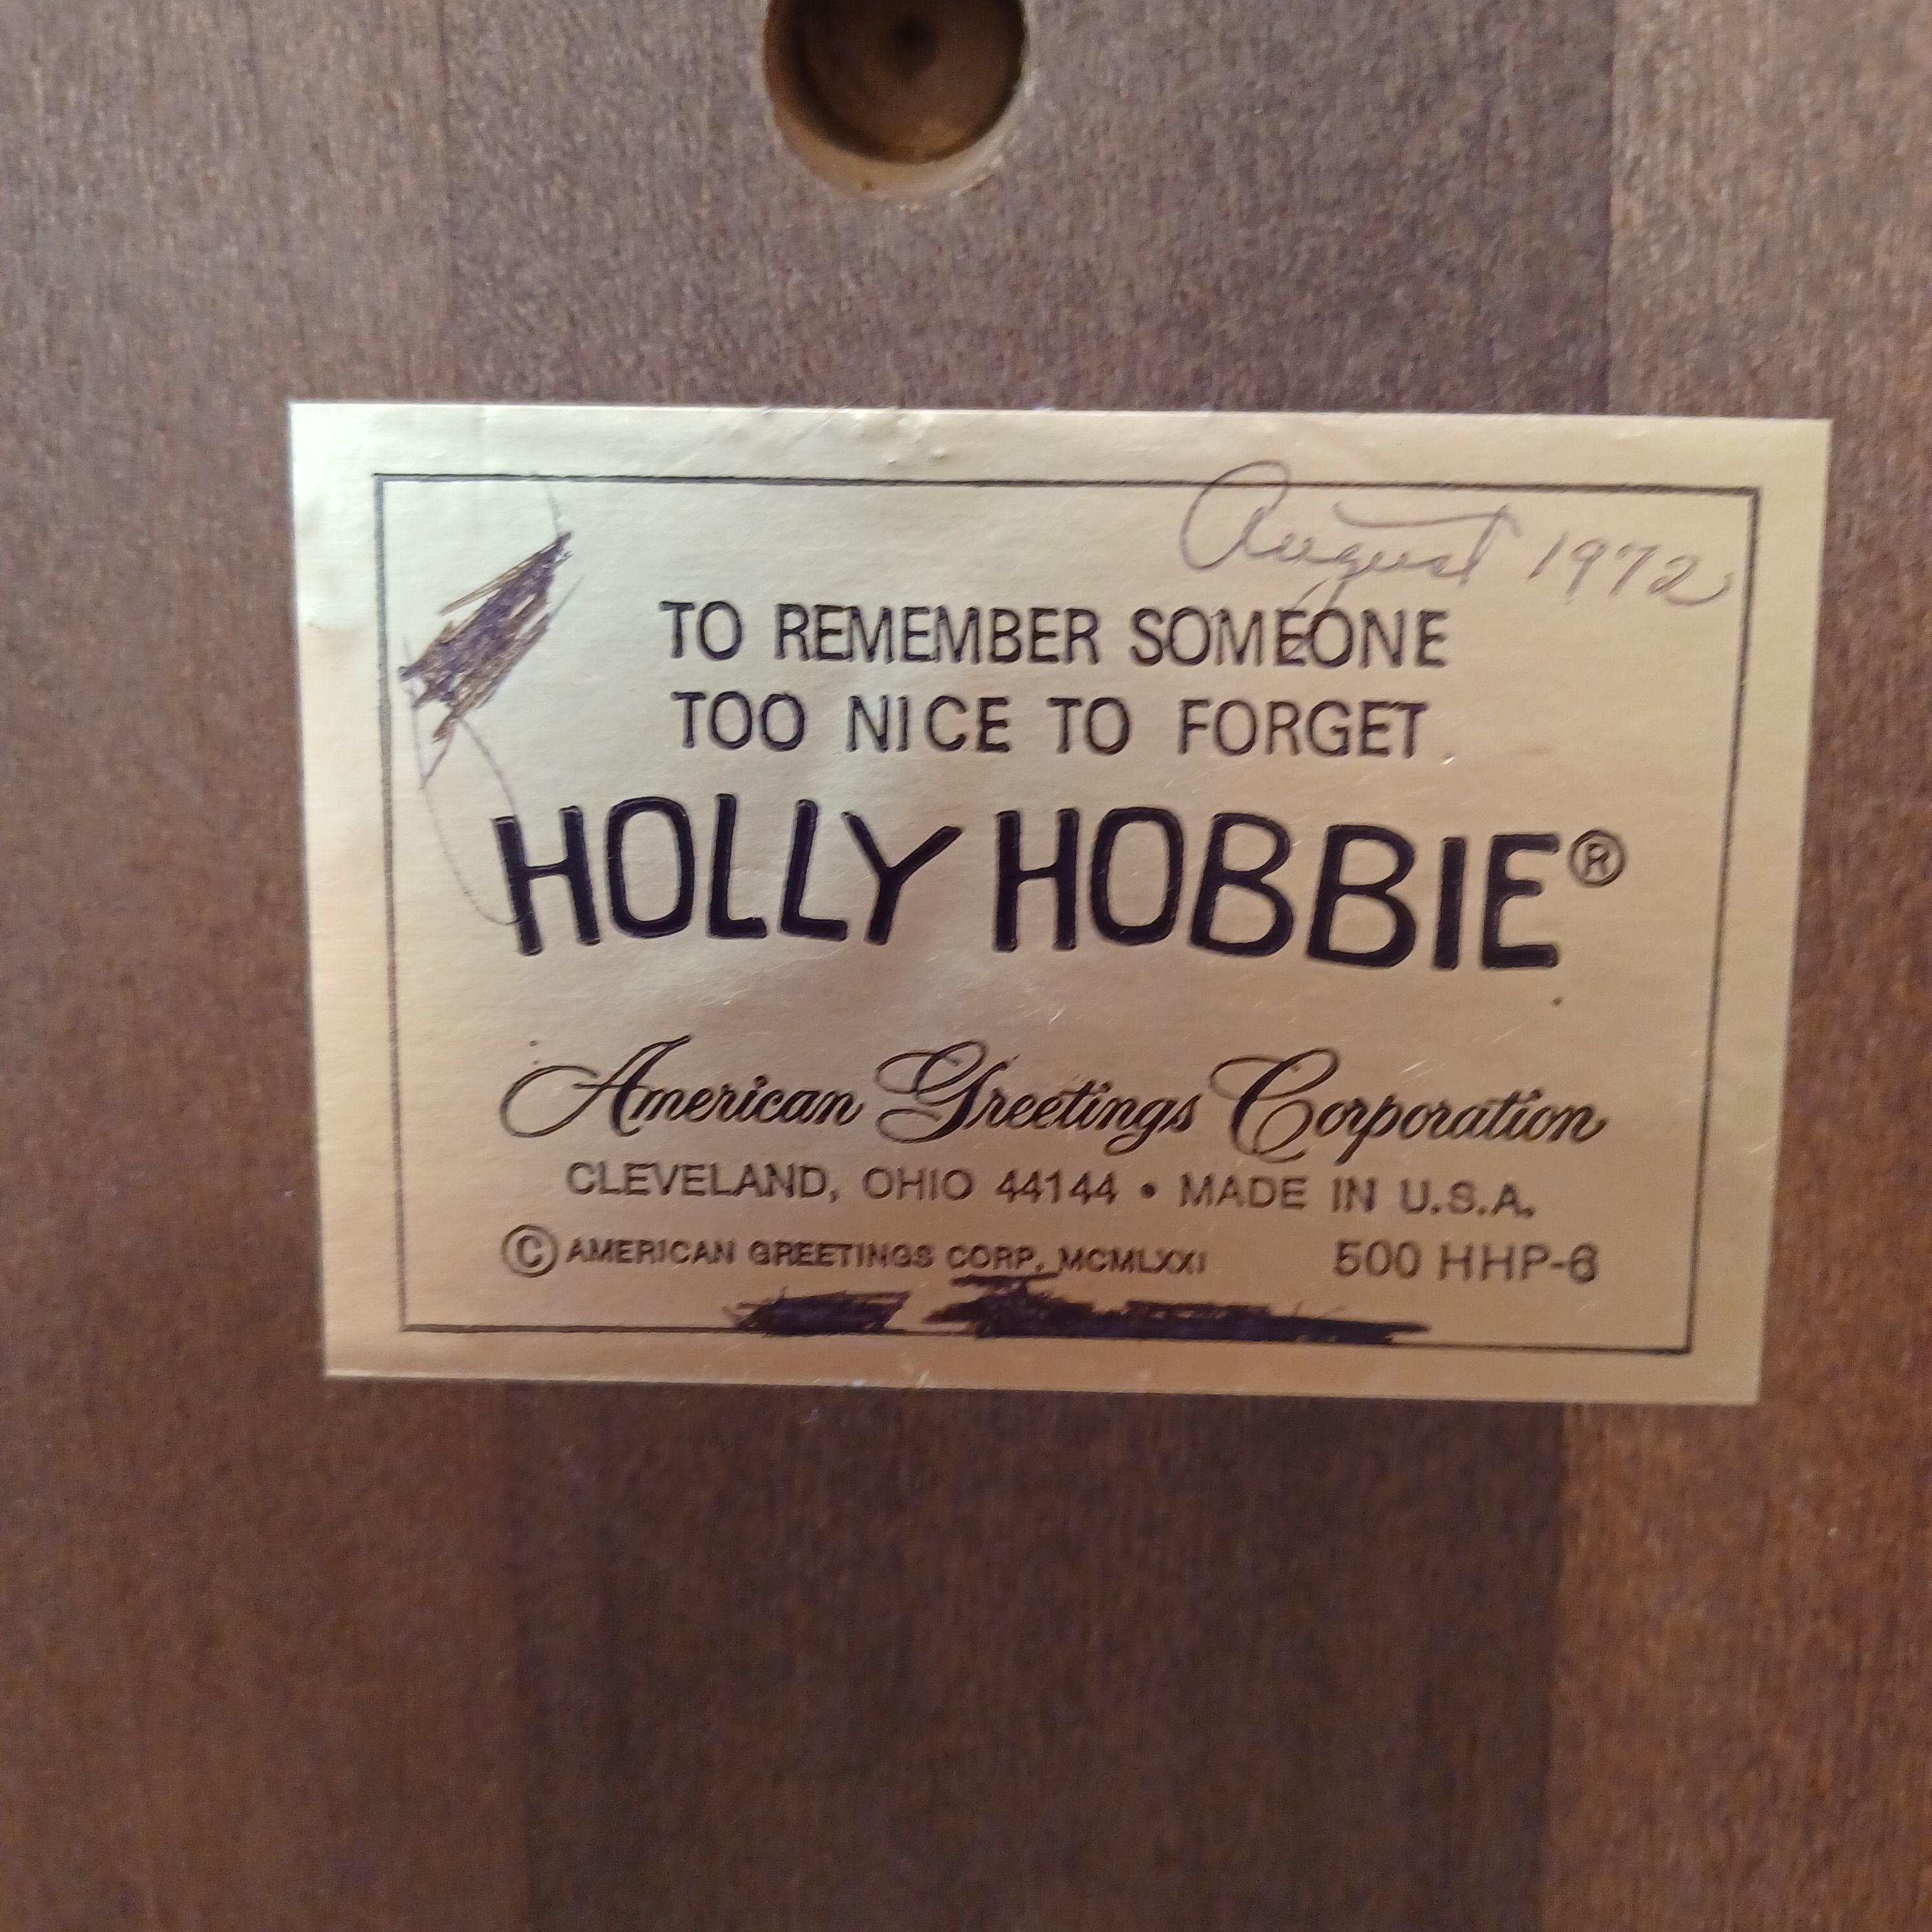 August 1972
TO REMEMBER SOMEONE
TOO NICE TO FORGET
HOLLY HOBBIE®
American Greetings Corporation
CLEVELAND, OHIO 44144 • MADE IN U.S.A.
© AMERICAN GREETINGS CORP. MCMLXXI 500 HHP-6